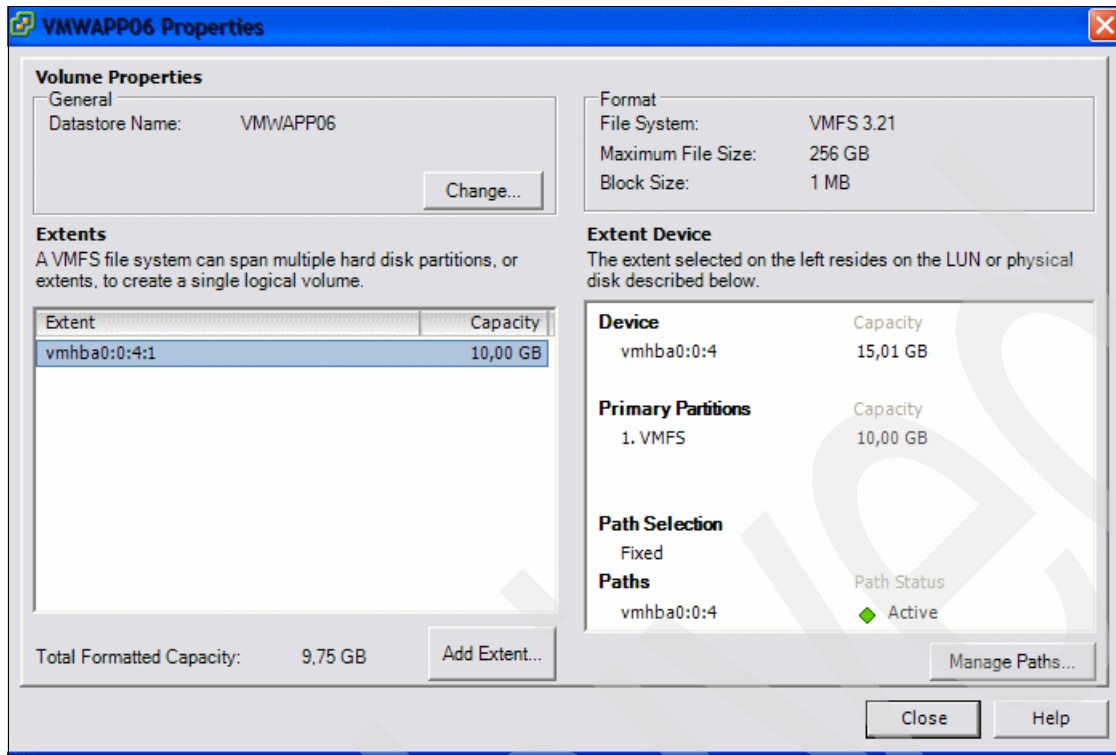 VMWAPP06 Properties
Volume Properties
General
Datastore Name: VMWAPP06
Change...
Format
File System: VMFS 3.21
Maximum File Size: 256 GB
Block Size: 1 MB
Extents
A VMFS file system can span multiple hard disk partitions, or
extents, to create a single logical volume.
Extent Capacity
vmhba0:0:4:1 10,00 GB
Total Formatted Capacity: 9,75 GB
Add Extent...
Extent Device
The extent selected on the left resides on the LUN or physical
disk described below.
Device Capacity
vmhba0:0:4 15,01 GB
Primary Partitions Capacity
1. VMFS 10,00 GB
Path Selection
Fixed
Paths Path Status
vmhba0:0:4 Active
Manage Paths...
Close Help